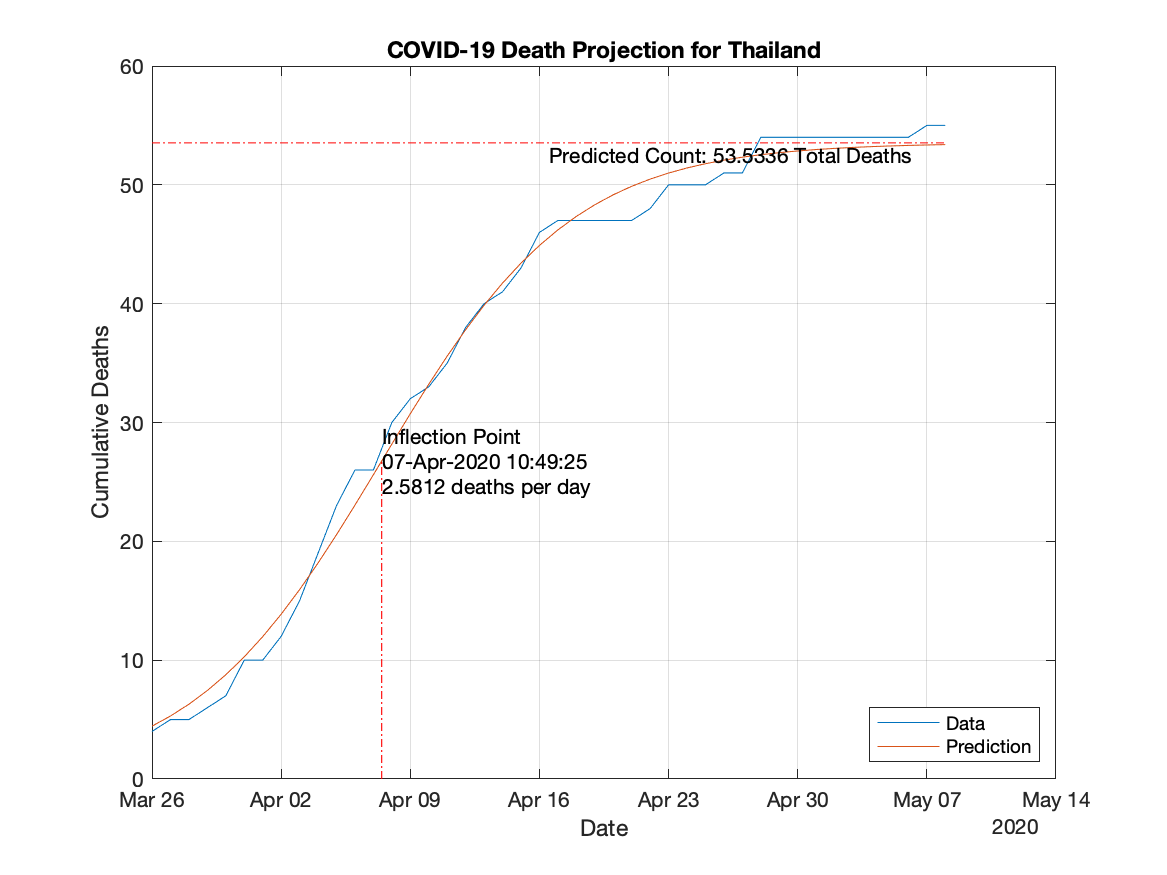 COVID-19 Death Projection for Thailand
60
50
40
30
20
10
0
Cumulative Deaths
Predicted Count: 53.5336 Total Deaths
Inflection Point
07-Apr-2020 10:49:25
2.5812 deaths per day
Data
Prediction
Mar 26 Apr 02 Apr 09 Apr 16 Apr 23 Apr 30 May 07 May 14
Date
2020